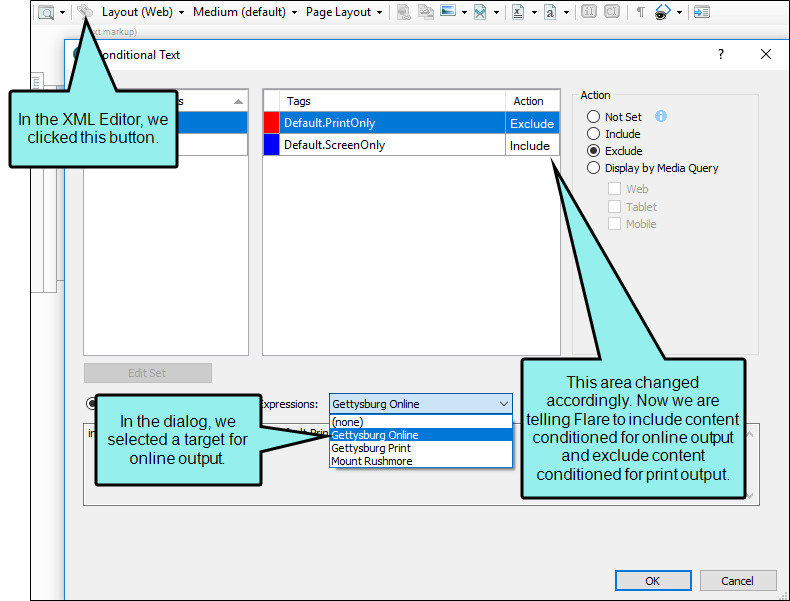 Layout (Web) Medium (default) Page Layout
xt markup)
onditional Text
In the XML Editor, we
clicked this button.
s
Tags Action
Default.PrintOnly Exclude
Default.ScreenOnly Include
Action
Not Set
Include
Exclude
Display by Media Query
Web
Tablet
Mobile
Edit Set
Expressions: Gettysburg Online
(none)
Gettysburg Online
Gettysburg Print
Mount Rushmore
In the dialog, we
selected a target for
online output.
This area changed
accordingly. Now we are
telling Flare to include content
conditioned for online output
and exclude content
conditioned for print output.
OK Cancel